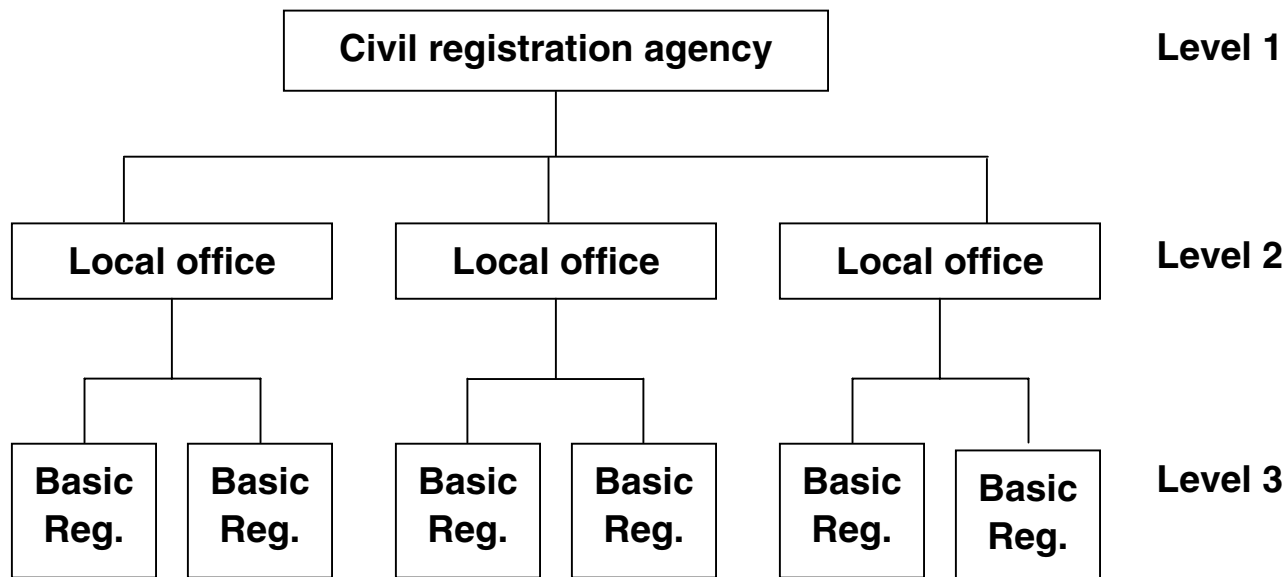 Civil registration agency
Level 1
Local office
Local office
Local office
Level 2
Basic
Reg.
Basic
Reg.
Basic
Reg.
Basic
Reg.
Basic
Reg.
Basic
Reg.
Level 3